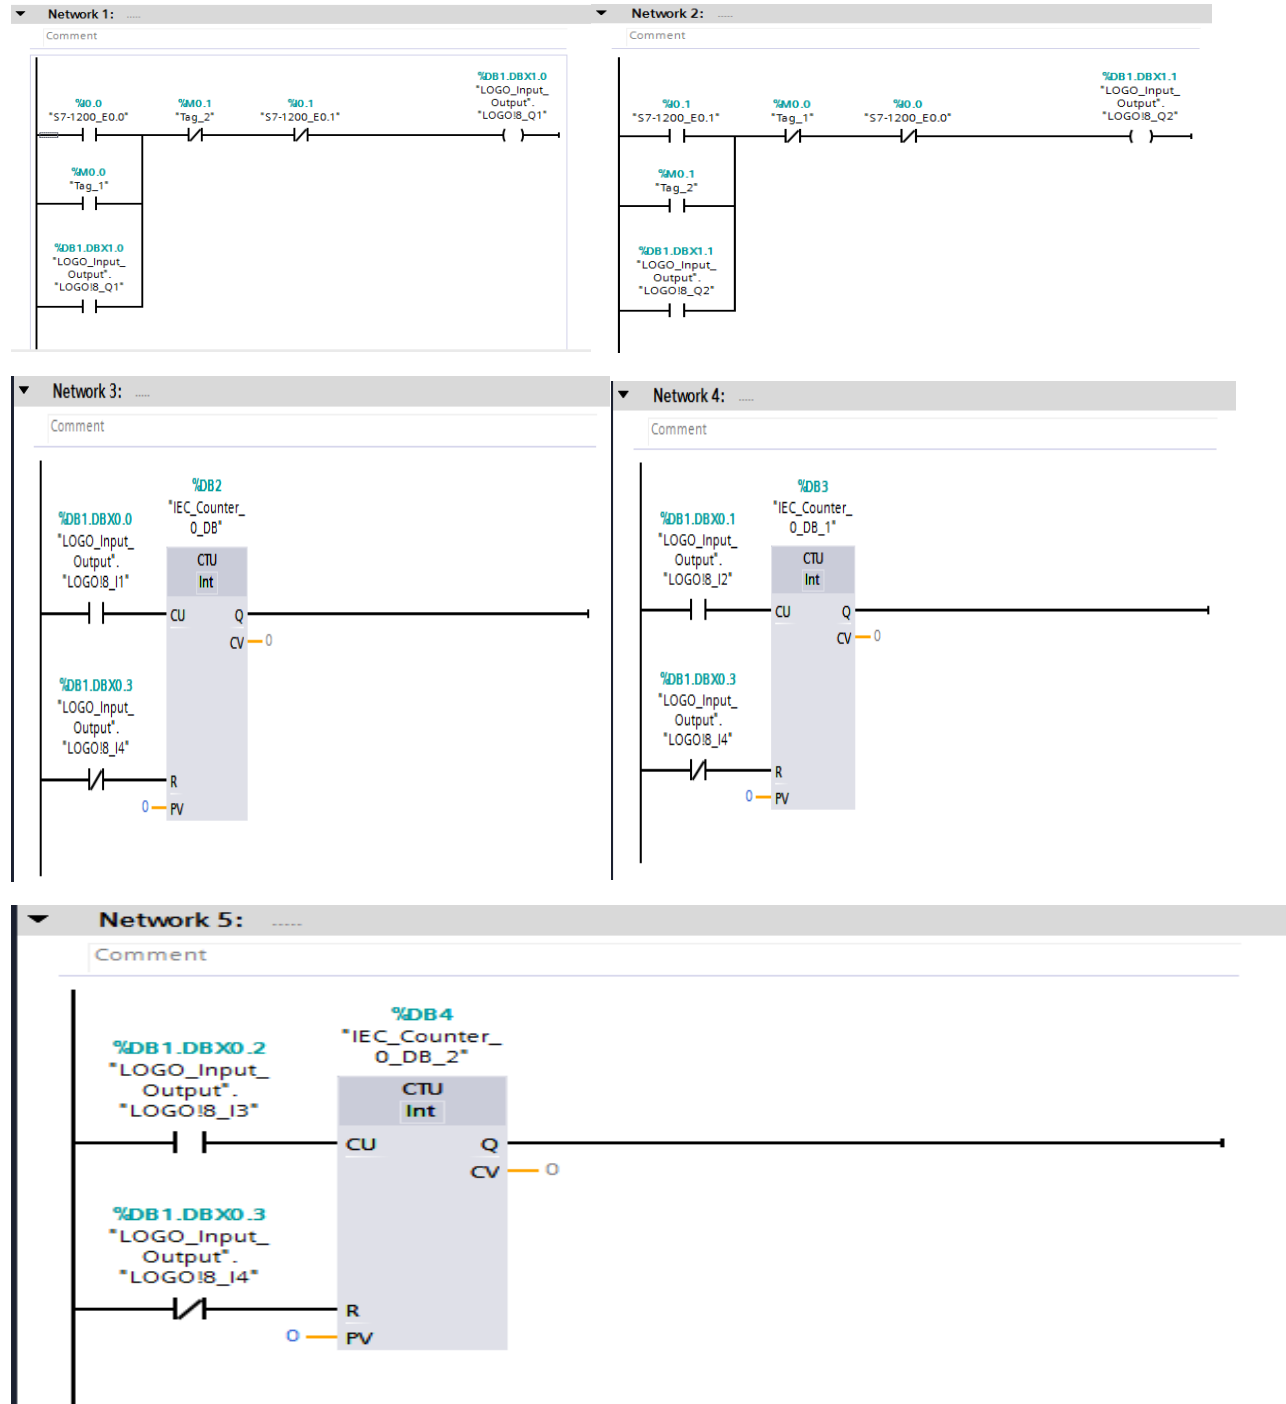 Network 1: .....
Comment
%I0.0
"S7-1200_E0.0"
%M0.1
"Tag_2"
%I0.1
"S7-1200_E0.1"
%DB1.DBX1.0
"LOGO_Input_
Output".
"LOGO!8_Q1"
%M0.0
"Tag_1"
%DB1.DBX1.0
"LOGO_Input_
Output".
"LOGO!8_Q1"
Network 2: .....
Comment
%I0.1
"S7-1200_E0.1"
%M0.0
"Tag_1"
%I0.0
"S7-1200_E0.0"
%DB1.DBX1.1
"LOGO_Input_
Output".
"LOGO!8_Q2"
%M0.1
"Tag_2"
%DB1.DBX1.1
"LOGO_Input_
Output".
"LOGO!8_Q2"
Network 3: .....
Comment
%DB2
"IEC_Counter_
0_DB"
%DB1.DBX0.0
"LOGO_Input_
Output".
"LOGO!8_I1"
CTU
Int
CU Q
CV 0
%DB1.DBX0.3
"LOGO_Input_
Output".
"LOGO!8_I4"
R
0 PV
Network 4: .....
Comment
%DB3
"IEC_Counter_
0_DB_1"
%DB1.DBX0.1
"LOGO_Input_
Output".
"LOGO!8_I2"
CTU
Int
CU Q
CV 0
%DB1.DBX0.3
"LOGO_Input_
Output".
"LOGO!8_I4"
R
0 PV
Network 5: .....
Comment
%DB4
"IEC_Counter_
0_DB_2"
%DB1.DBX0.2
"LOGO_Input_
Output".
"LOGO!8_I3"
CTU
Int
CU Q
CV 0
%DB1.DBX0.3
"LOGO_Input_
Output".
"LOGO!8_I4"
R
0 PV